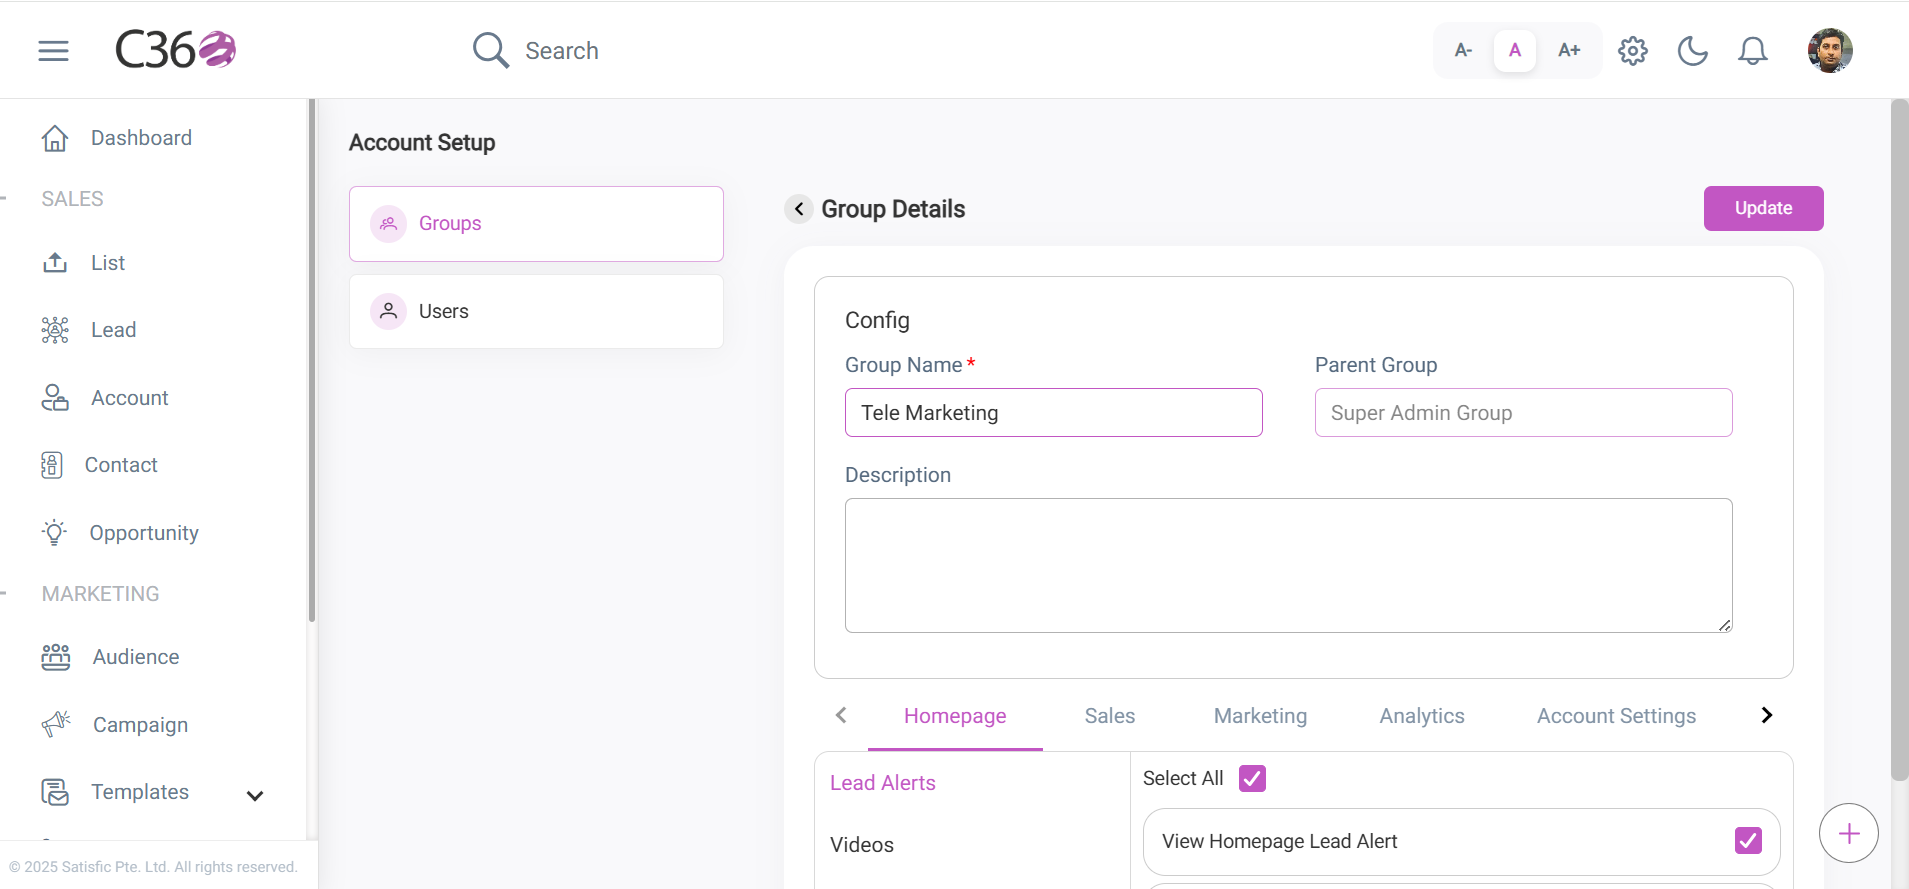 C360
Search
A-
A
A+
Dashboard
SALES
List
Lead
Account
Contact
Opportunity
MARKETING
Audience
Campaign
Templates
© 2025 Satisfic Pte. Ltd. All rights reserved.
Account Setup
Groups
Users
Group Details
Update
Config
Group Name*
Parent Group
Tele Marketing
Super Admin Group
Description
Homepage
Sales
Marketing
Analytics
Account Settings
Lead Alerts
Videos
Select All
View Homepage Lead Alert